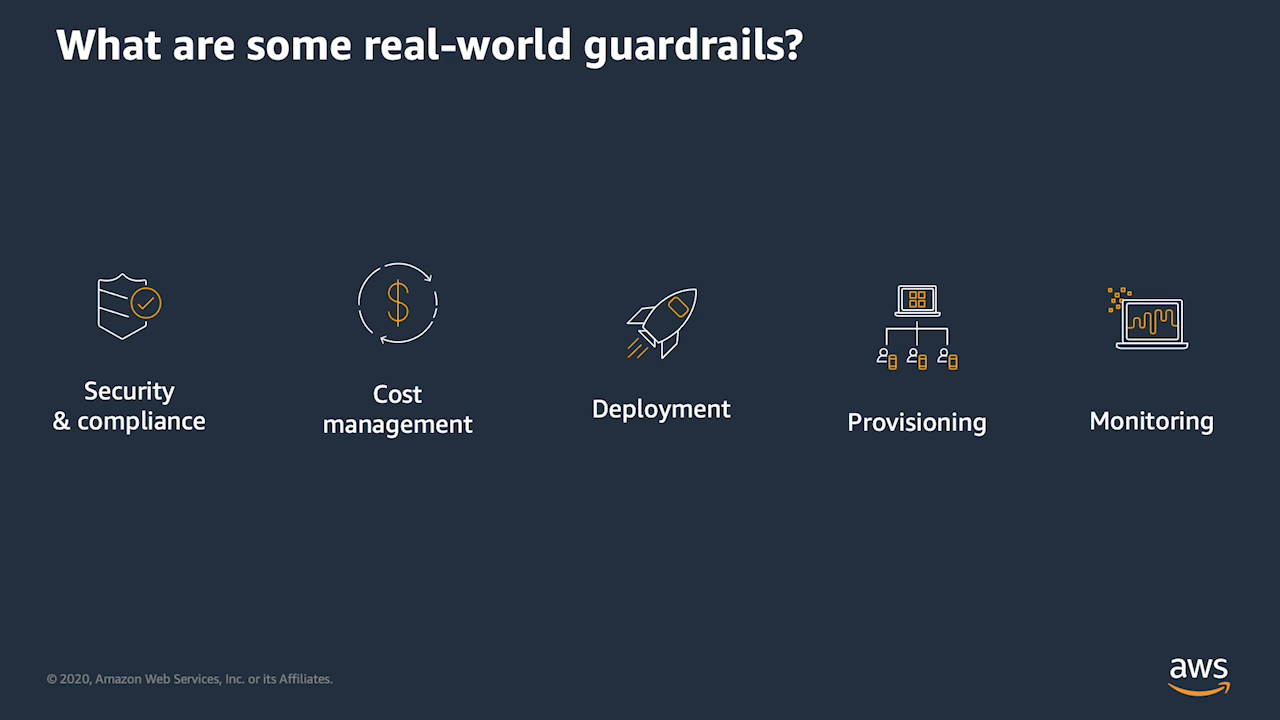 What are some real-world guardrails?
Security
& compliance
Cost
management
Deployment
Provisioning
Monitoring
© 2020, Amazon Web Services, Inc. or its Affiliates.
aws